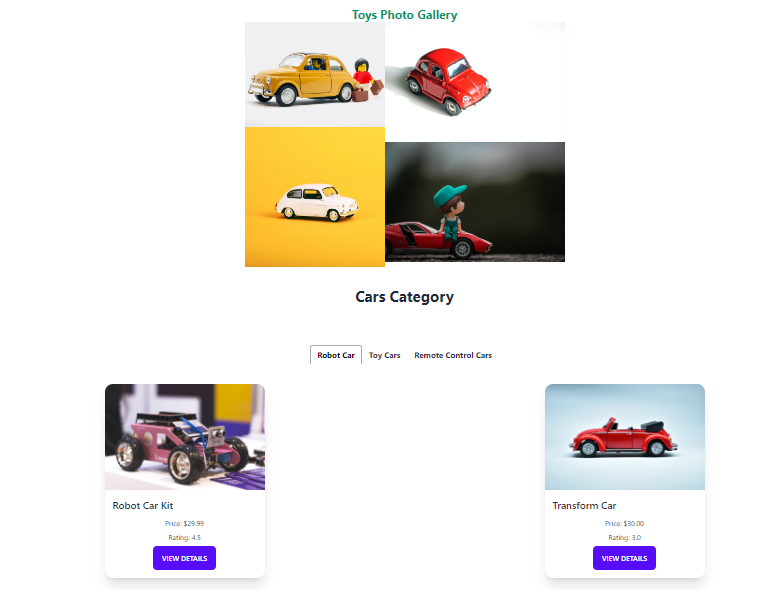 Toys Photo Gallery
Cars Category
Robot Car
Toy Cars
Remote Control Cars
Robot Car Kit
Price: $29.99
Rating: 4.5
VIEW DETAILS
Transform Car
Price: $30.00
Rating: 3.0
VIEW DETAILS